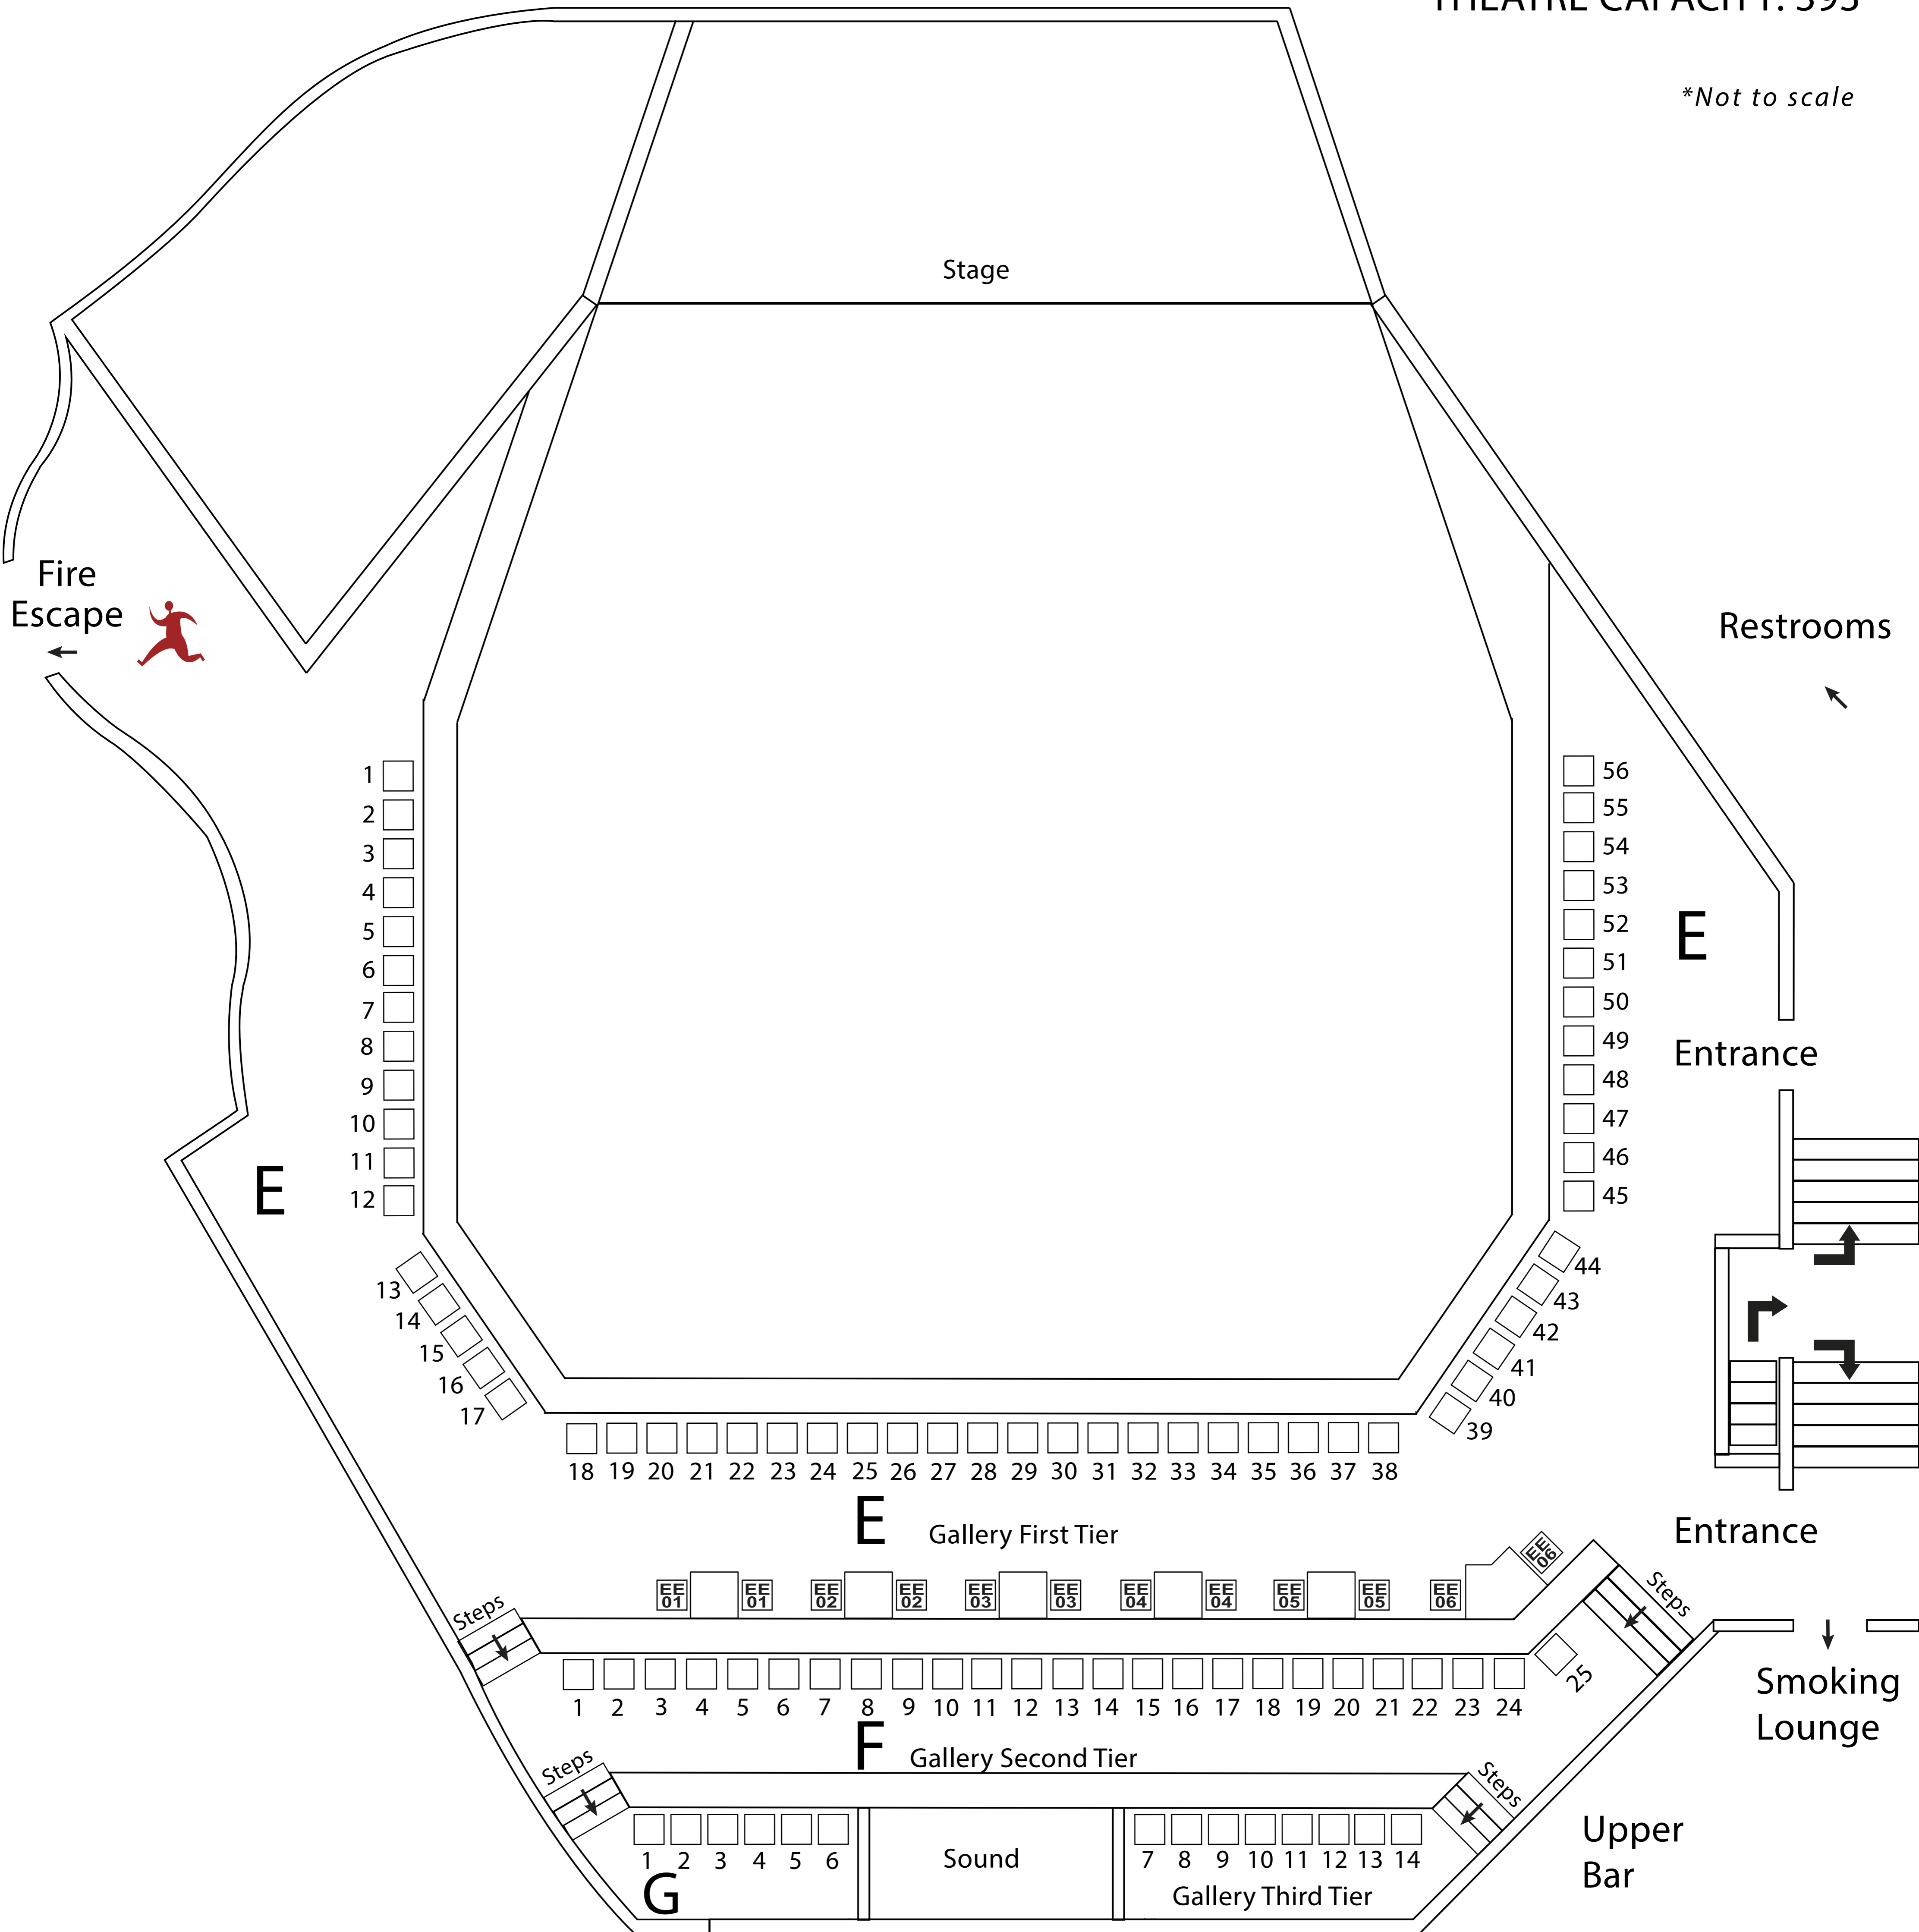 THEATRE CAPACITY: 393
*Not to scale
Stage
Fire
Escape
Restrooms
1
2
3
4
5
6
7
8
9
10
11
12
E
13
14
15
16
17
56
55
54
53
52
51
50
49
48
47
46
45
E
Entrance
44
43
42
41
40
39
18 19 20 21 22 23 24 25 26 27 28 29 30 31 32 33 34 35 36 37 38
E Gallery First Tier
Entrance
EE
01
EE
01
EE
02
EE
02
EE
03
EE
03
EE
04
EE
04
EE
05
EE
05
EE
06
EE
06
Steps
Steps
1 2 3 4 5 6 7 8 9 10 11 12 13 14 15 16 17 18 19 20 21 22 23 24 25
F Gallery Second Tier
Smoking
Lounge
Steps
Steps
1 2 3 4 5 6
Sound
7 8 9 10 11 12 13 14
G
Gallery Third Tier
Upper
Bar